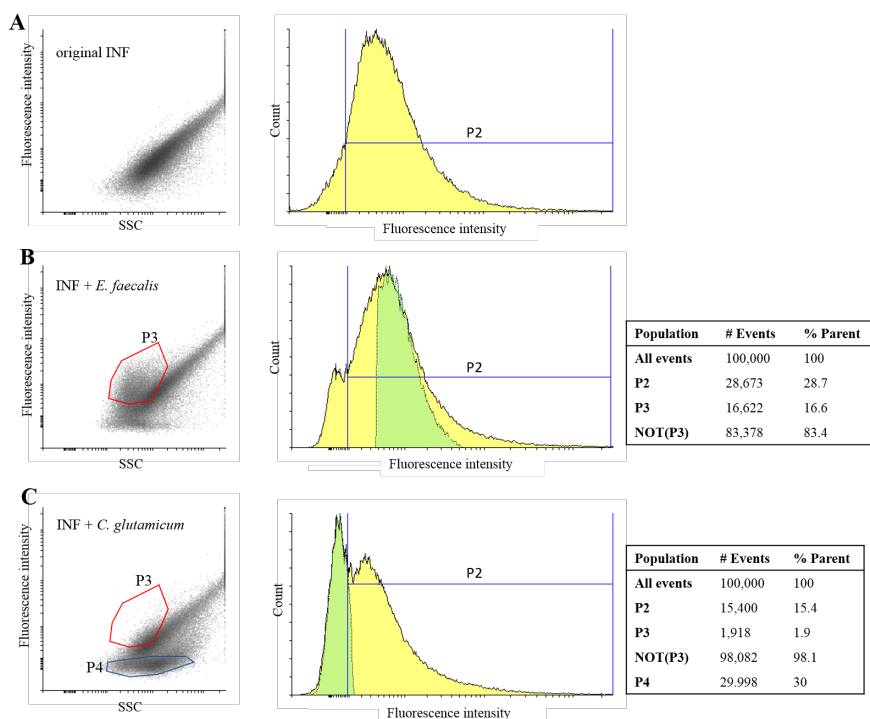 A
Fluorescence intensity
original INF
SSC
Count
P2
Fluorescence intensity
B
Fluorescence intensity
INF + E. faecalis
P3
SSC
Count
P2
Fluorescence intensity
Population # Events % Parent
All events 100,000 100
P2 28,673 28.7
P3 16,622 16.6
NOT(P3) 83,378 83.4
C
Fluorescence intensity
INF + C. glutamicum
P3
P4
SSC
Count
P2
Fluorescence intensity
Population # Events % Parent
All events 100,000 100
P2 15,400 15.4
P3 1,918 1.9
NOT(P3) 98,082 98.1
P4 29.998 30